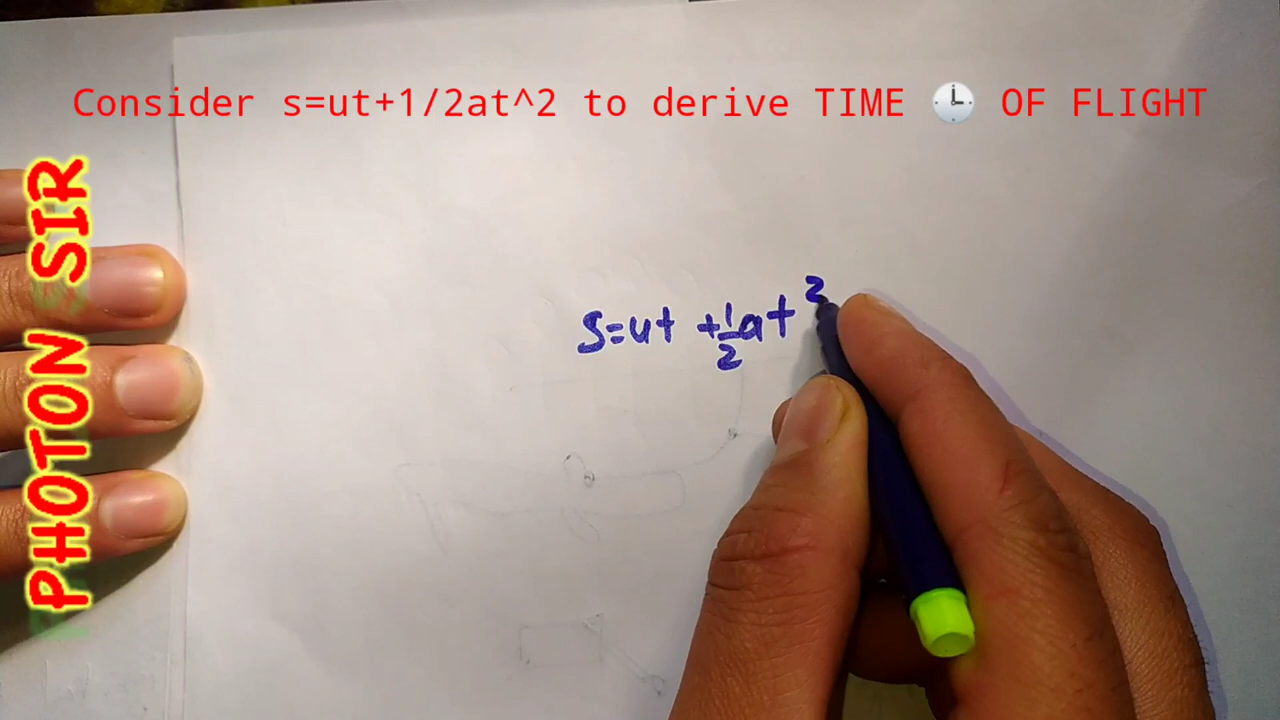 Consider s=ut+1/2at^2 to derive TIME 🕒 OF FLIGHT
PHOTON SIR
S=ut +1/2at²